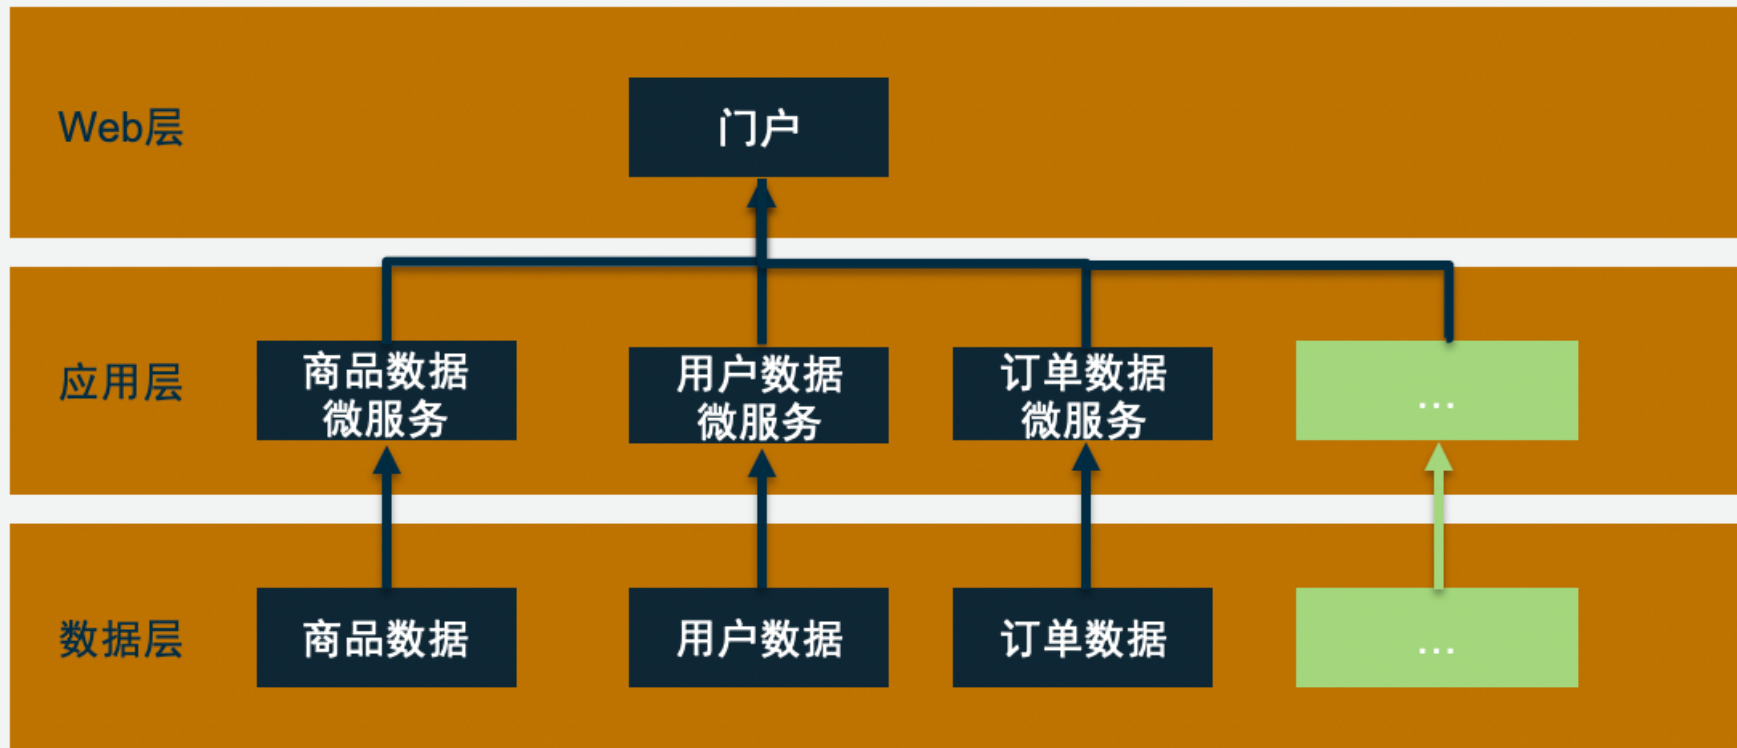 Web层
门户
应用层
商品数据
微服务
用户数据
微服务
订单数据
微服务
...
数据层
商品数据
用户数据
订单数据
...